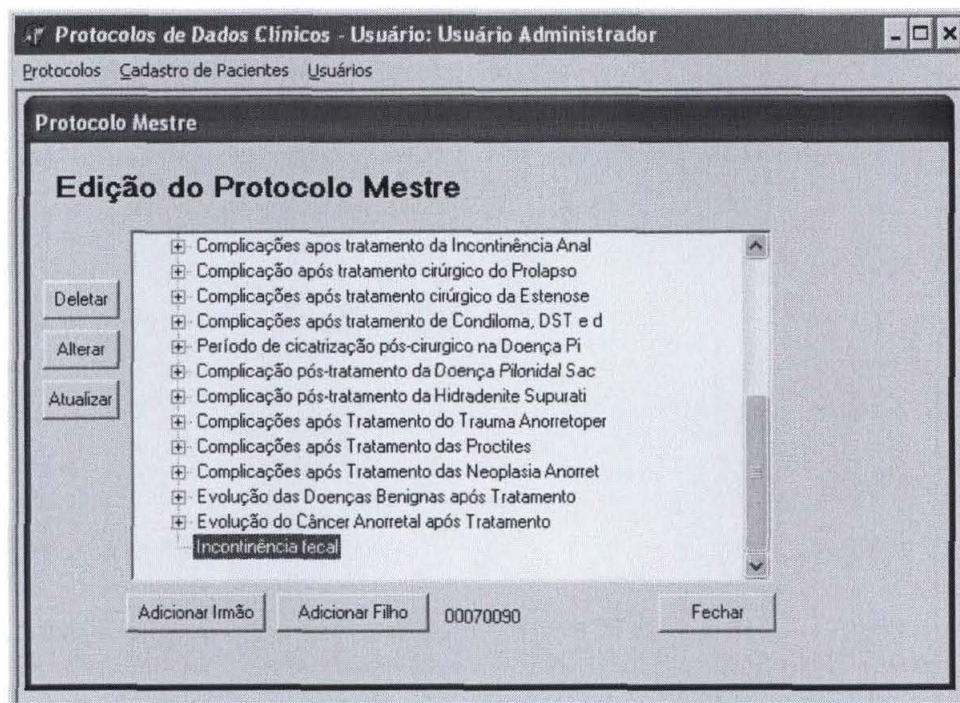 Protocolos de Dados Clínicos - Usuário: Usuário Administrador
Protocolos Cadastro de Pacientes Usuários
Protocolo Mestre
Edição do Protocolo Mestre
Complicações apos tratamento da Incontinência Anal
Complicação após tratamento cirúrgico do Prolapso
Complicações após tratamento cirúrgico da Estenose
Complicações após tratamento de Condiloma, DST e d
Período de cicatrização pós-cirurgico na Doença Pi
Complicação pós-tratamento da Doença Pilonidal Sac
Complicação pós-tratamento da Hidradenite Supurati
Complicações após Tratamento do Trauma Anorretoper
Complicações após Tratamento das Proctites
Complicações após Tratamento das Neoplasia Anorret
Evolução das Doenças Benignas após Tratamento
Evolução do Câncer Anorretal após Tratamento
Incontinência fecal
Deletar
Alterar
Atualizar
Adicionar Irmão Adicionar Filho 00070090 Fechar